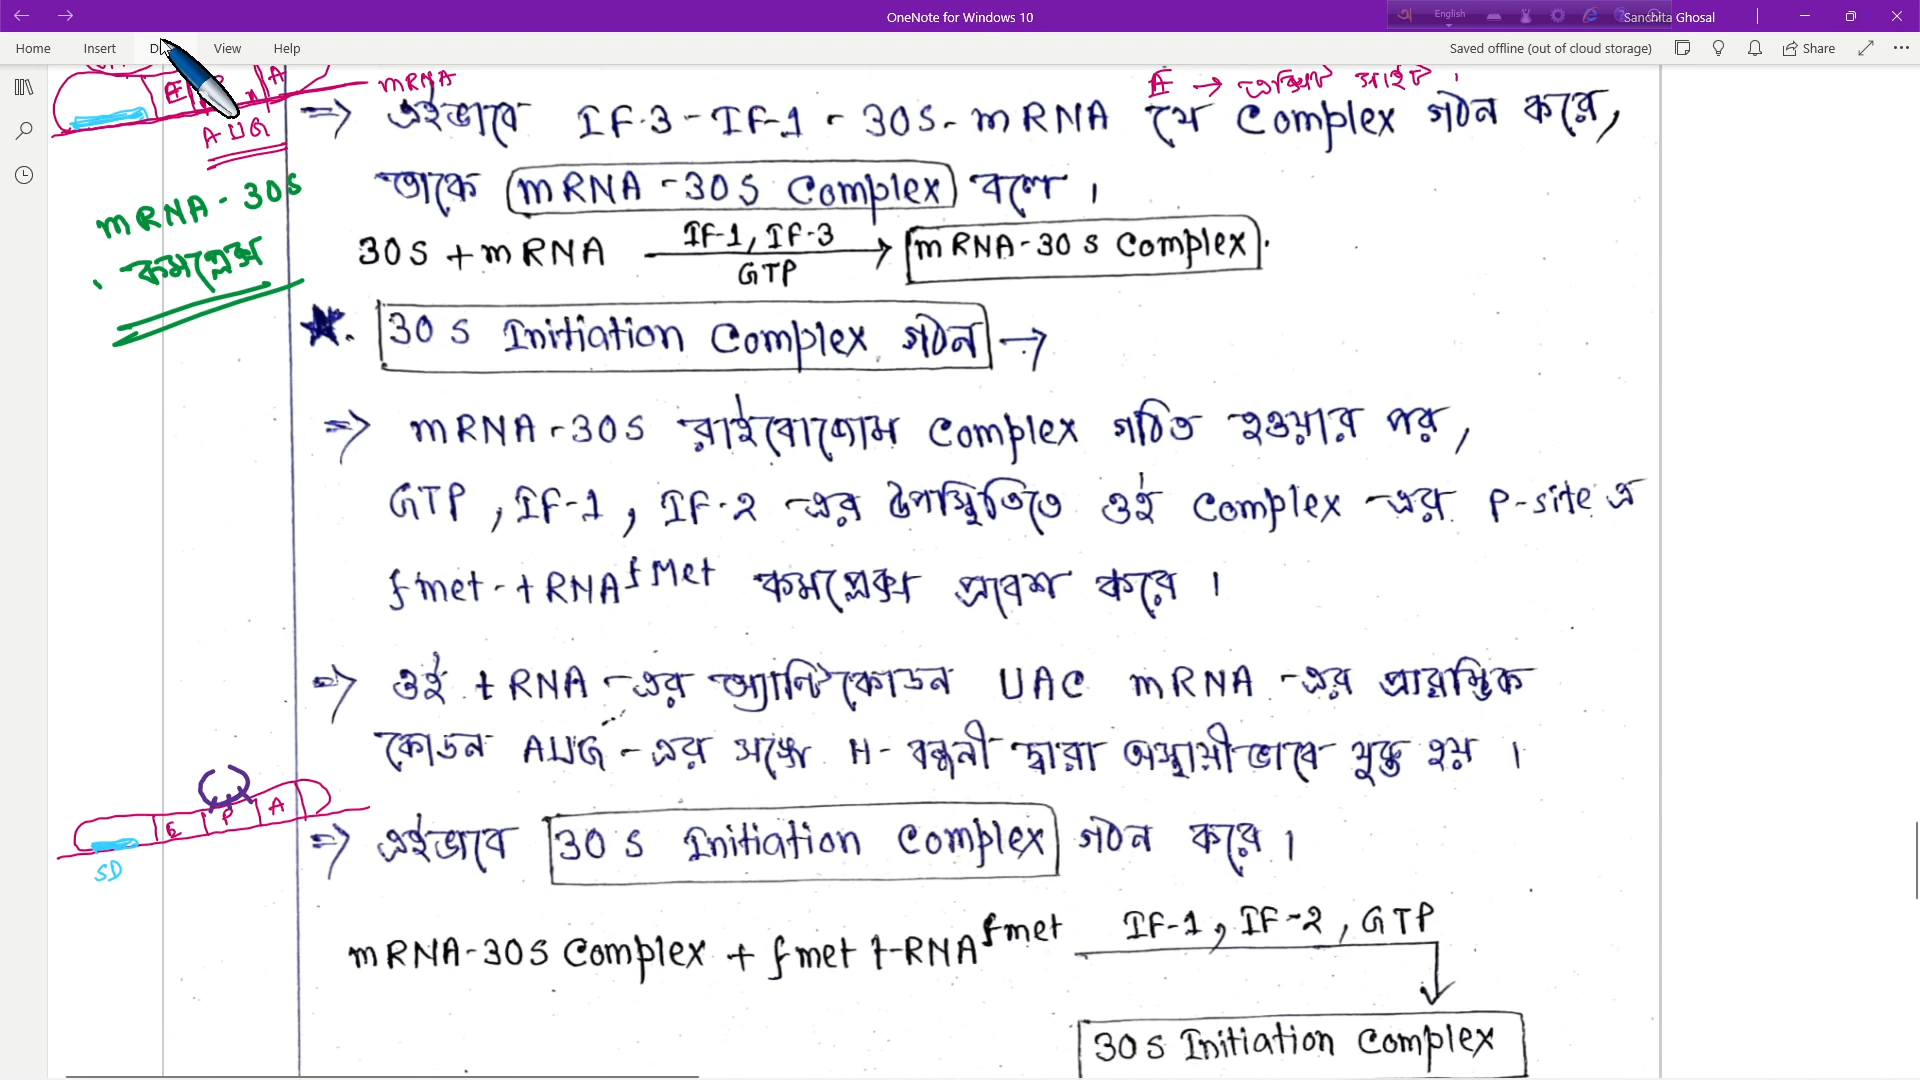 OneNote for Windows 10
English
Sanchita Ghosal
Home Insert View Help
Saved offline (out of cloud storage) Share
mRNA
E P A
AUG
E → এক্সিট সাইট ।
⇒ এইভাবে IF-3-IF-1-30S-mRNA যে Complex গঠন করে,
তাকে mRNA-30S Complex বলে ।
mRNA-30S
কমপ্লেক্স
30S + mRNA IF-1, IF-3 GTP → mRNA-30S Complex.
★. 30S Initiation Complex গঠন →
⇒ mRNA-30S রাইবোজোম Complex গঠিত হওয়ার পর,
GTP, IF-1, IF-2 -এর উপস্থিতিতে ওই Complex -এর P-site এ
fmet-tRNA fMet কমপ্লেক্স প্রবেশ করে ।
⇒ ওই tRNA -এর অ্যান্টিকোডন UAC mRNA -এর প্রারম্ভিক
কোডন AUG -এর সঙ্গে H-বন্ধনী দ্বারা অস্থায়ীভাবে যুক্ত হয় ।
E P A
SD
⇒ এইভাবে 30S Initiation Complex গঠন করে ।
mRNA-30S Complex + fmet t-RNA fmet IF-1, IF-2, GTP
30S Initiation Complex